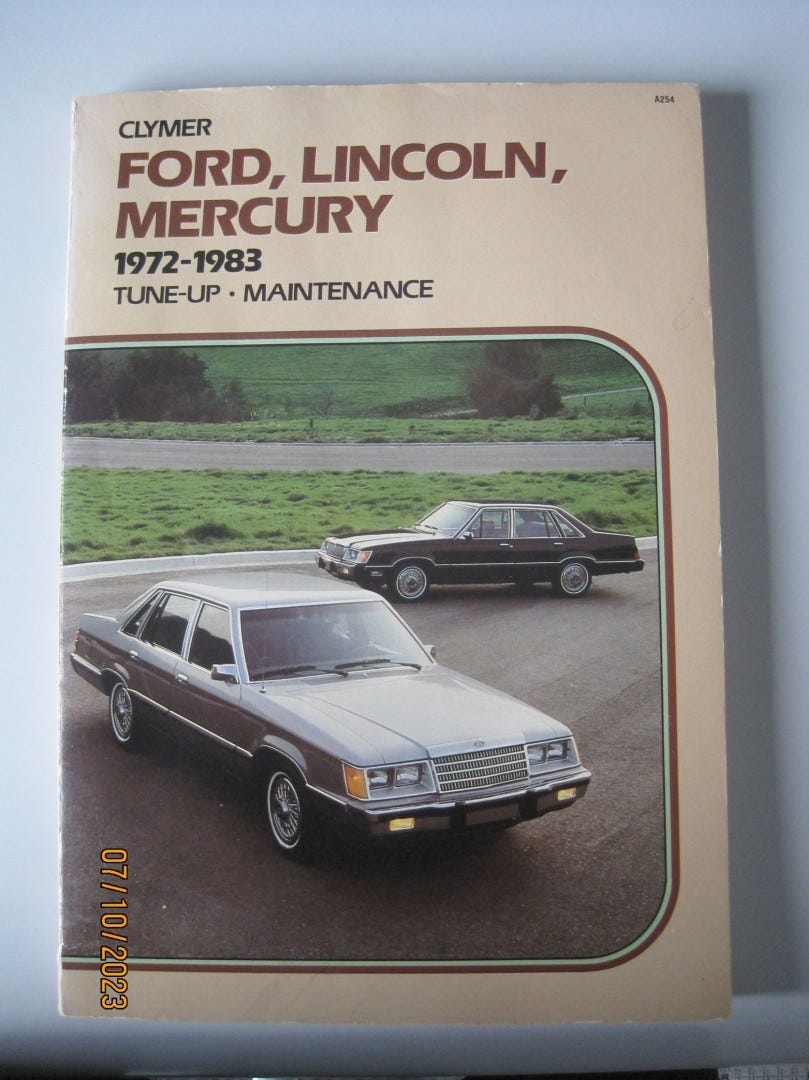 A254
CLYMER
FORD, LINCOLN,
MERCURY
1972-1983
TUNE-UP • MAINTENANCE
07/10/2023